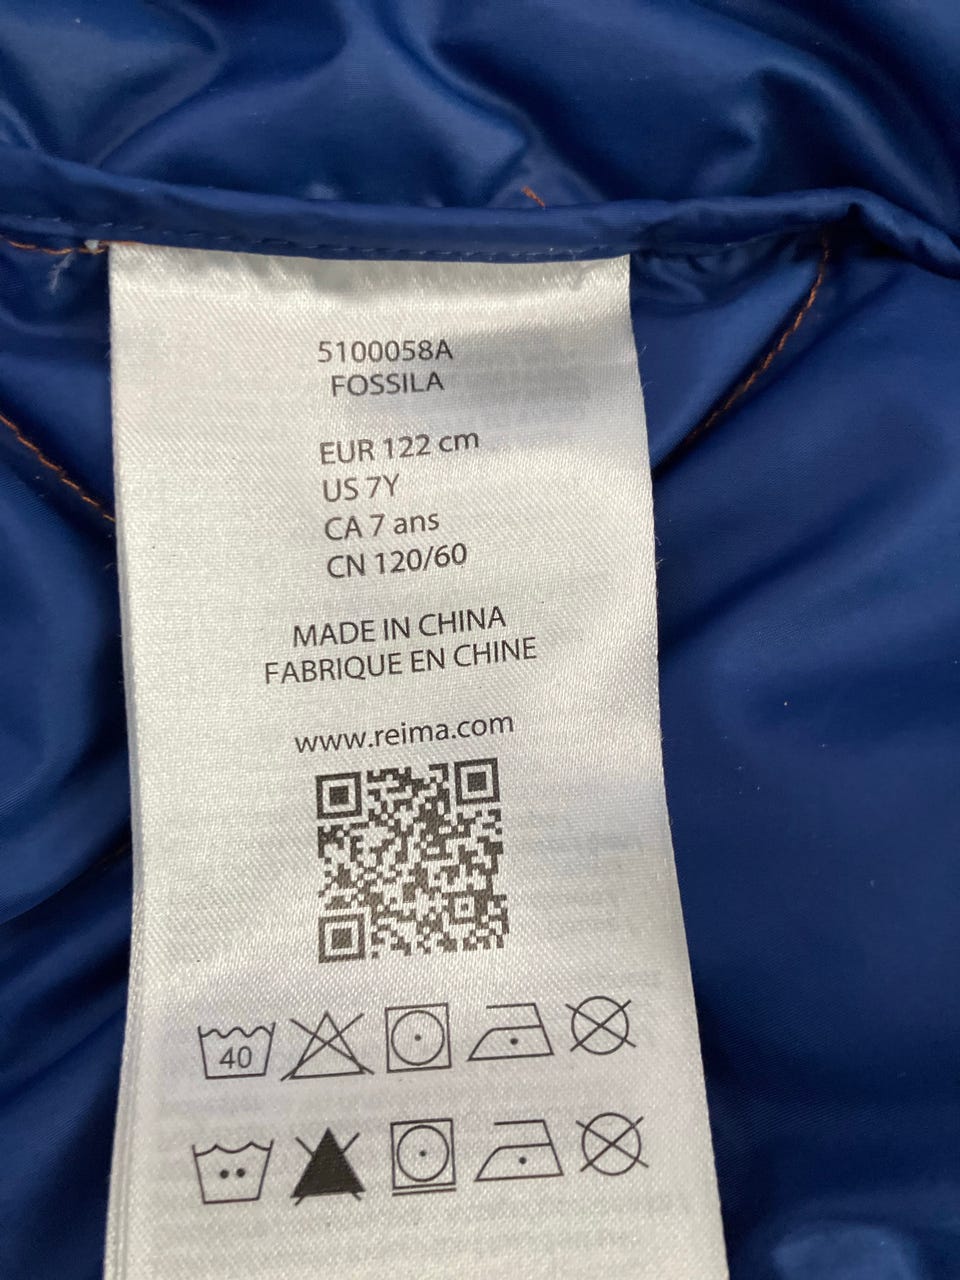 5100058A
FOSSILA
EUR 122 cm
US 7Y
CA 7 ans
CN 120/60
MADE IN CHINA
FABRIQUE EN CHINE
www.reima.com
40